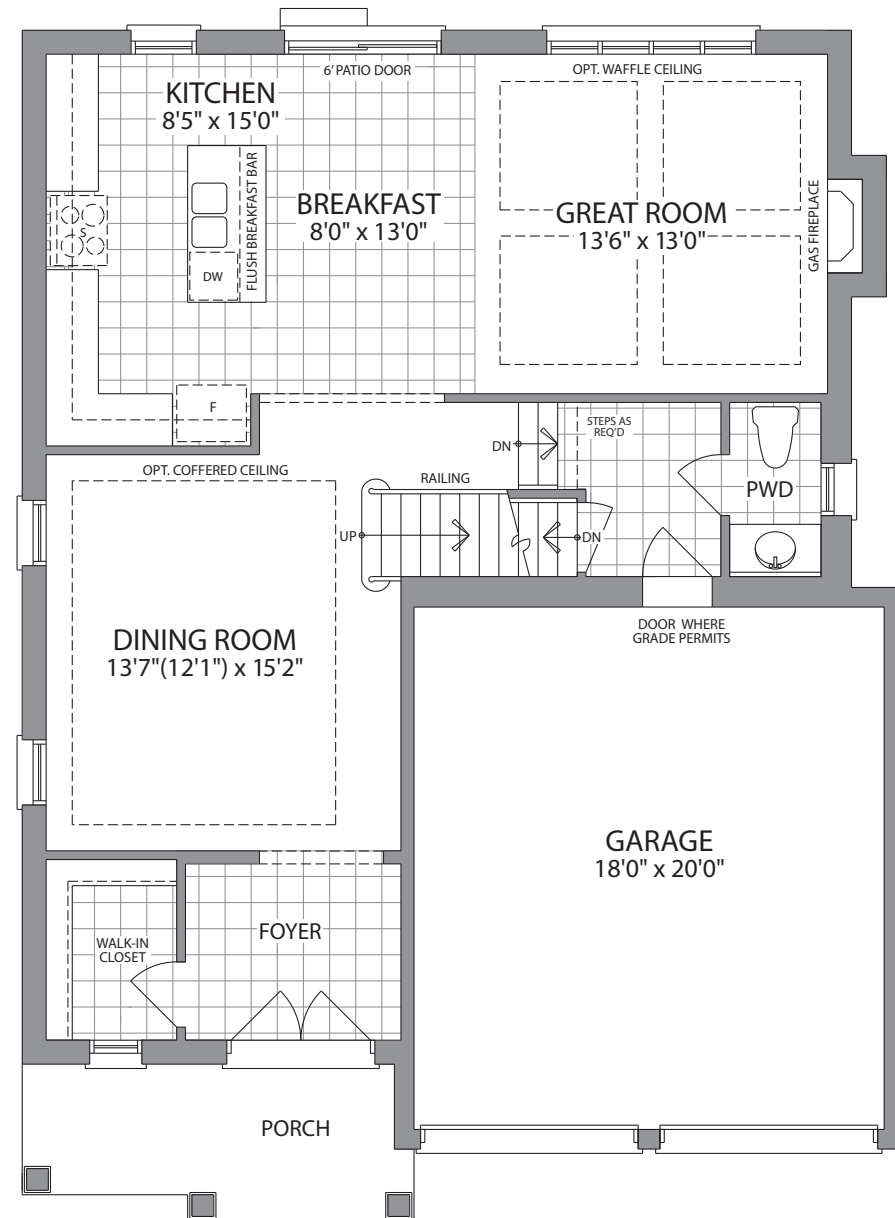 6' PATIO DOOR
OPT. WAFFLE CEILING
KITCHEN
8'5" x 15'0"
FLUSH BREAKFAST BAR
BREAKFAST
8'0" x 13'0"
GREAT ROOM
13'6" x 13'0"
GAS FIREPLACE
S
DW
F
STEPS AS
REQ'D
DN
OPT. COFFERED CEILING
RAILING
PWD
UP
DN
DINING ROOM
13'7"(12'1") x 15'2"
DOOR WHERE
GRADE PERMITS
GARAGE
18'0" x 20'0"
WALK-IN
CLOSET
FOYER
PORCH